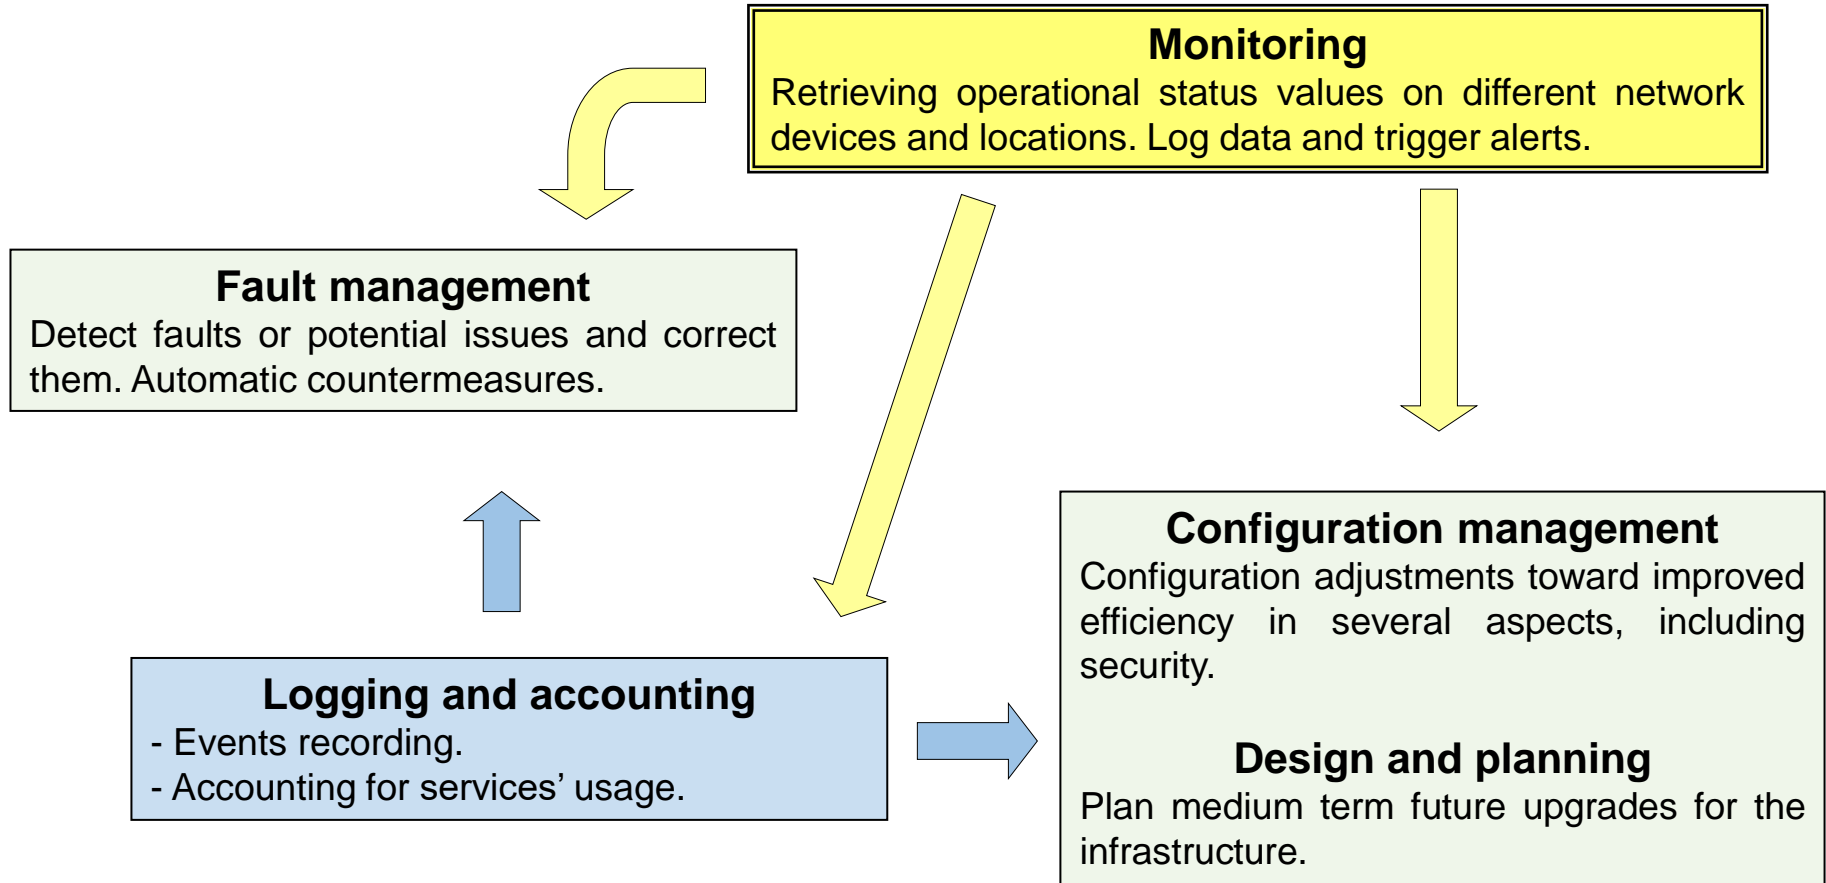 Monitoring
Retrieving operational status values on different network
devices and locations. Log data and trigger alerts.
Fault management
Detect faults or potential issues and correct
them. Automatic countermeasures.
Configuration management
Configuration adjustments toward improved
efficiency in several aspects, including
security.
Design and planning
Plan medium term future upgrades for the
infrastructure.
Logging and accounting
- Events recording.
- Accounting for services’ usage.